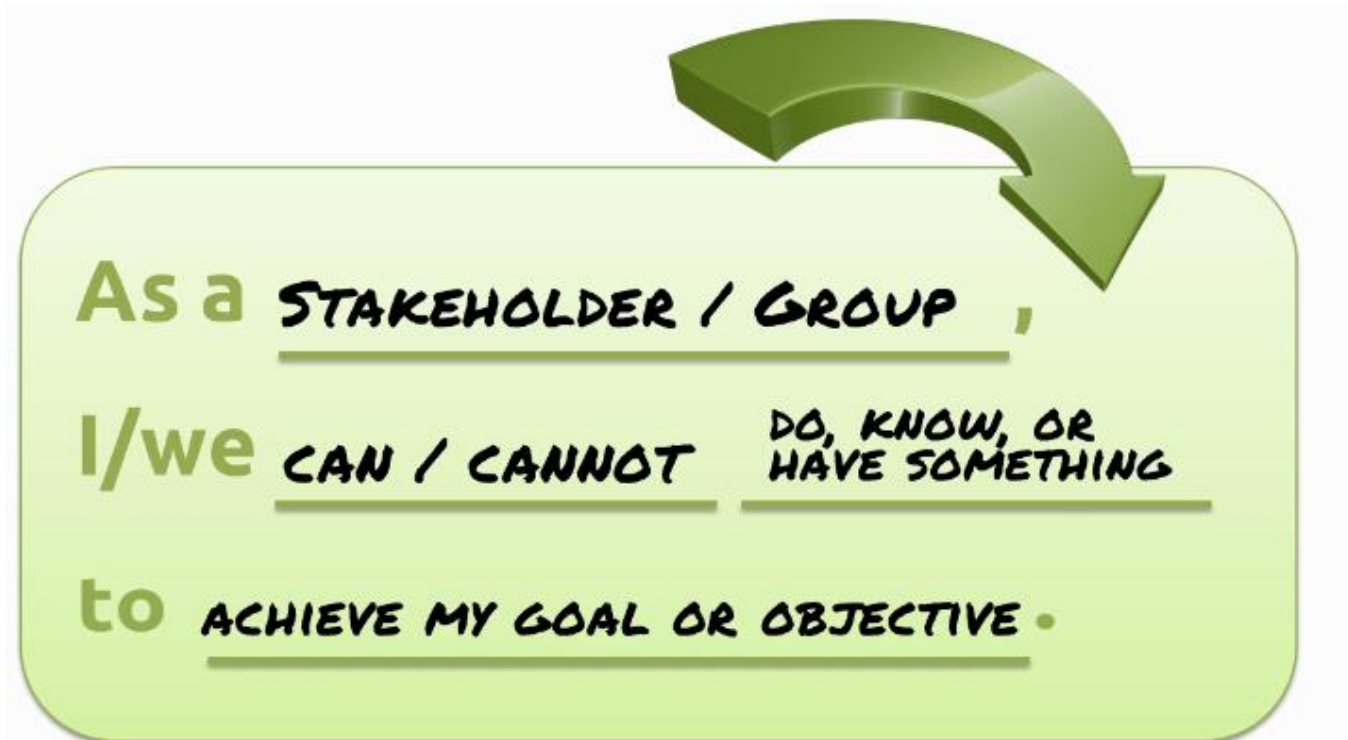 As a STAKEHOLDER / GROUP ,
I/we CAN / CANNOT DO, KNOW, OR
HAVE SOMETHING
to ACHIEVE MY GOAL OR OBJECTIVE.